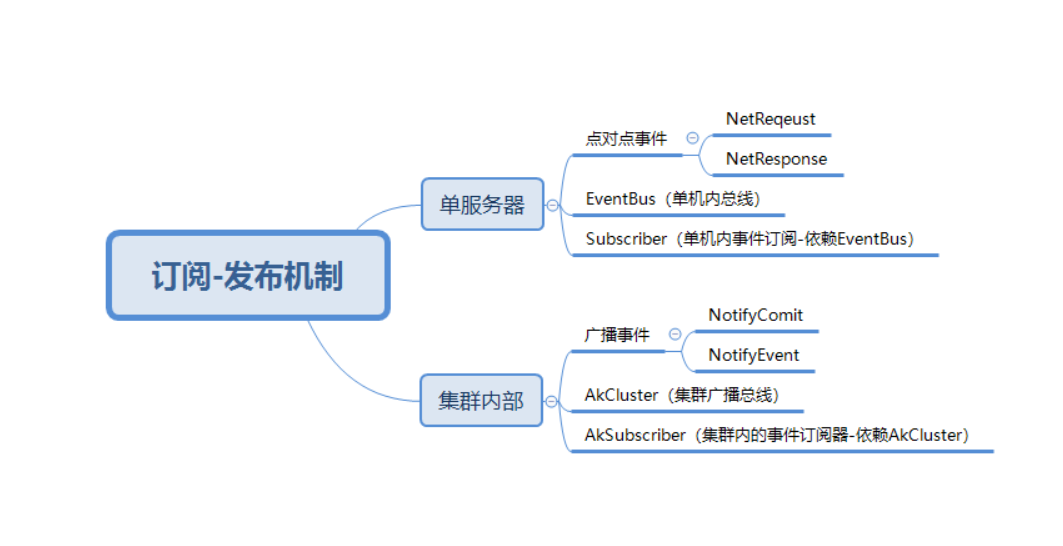 订阅-发布机制
单服务器
点对点事件
NetReqeust
NetResponse
EventBus（单机内总线）
Subscriber（单机内事件订阅-依赖EventBus）
集群内部
广播事件
NotifyComit
NotifyEvent
AkCluster（集群广播总线）
AkSubscriber（集群内的事件订阅器-依赖AkCluster）